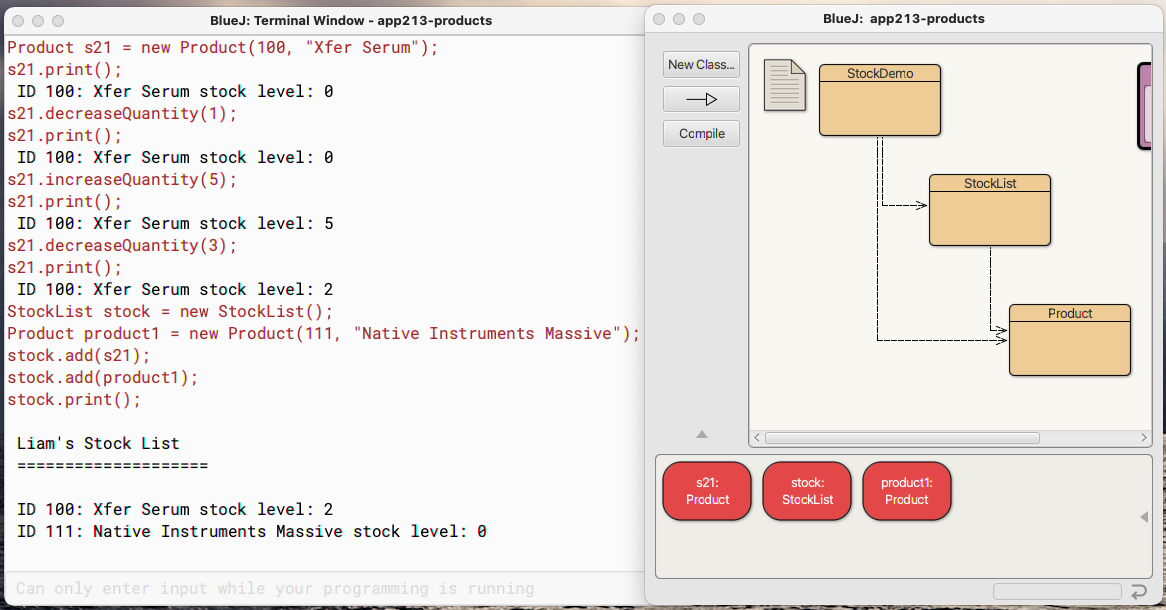 BlueJ: Terminal Window - app213-products
Product s21 = new Product(100, "Xfer Serum");
s21.print();
ID 100: Xfer Serum stock level: 0
s21.decreaseQuantity(1);
s21.print();
ID 100: Xfer Serum stock level: 0
s21.increaseQuantity(5);
s21.print();
ID 100: Xfer Serum stock level: 5
s21.decreaseQuantity(3);
s21.print();
ID 100: Xfer Serum stock level: 2
StockList stock = new StockList();
Product product1 = new Product(111, "Native Instruments Massive");
stock.add(s21);
stock.add(product1);
stock.print();
Liam's Stock List
====================
ID 100: Xfer Serum stock level: 2
ID 111: Native Instruments Massive stock level: 0
Can only enter input while your programming is running
BlueJ: app213-products
New Class...
Compile
StockDemo
StockList
Product
s21:
Product
stock:
StockList
product1:
Product